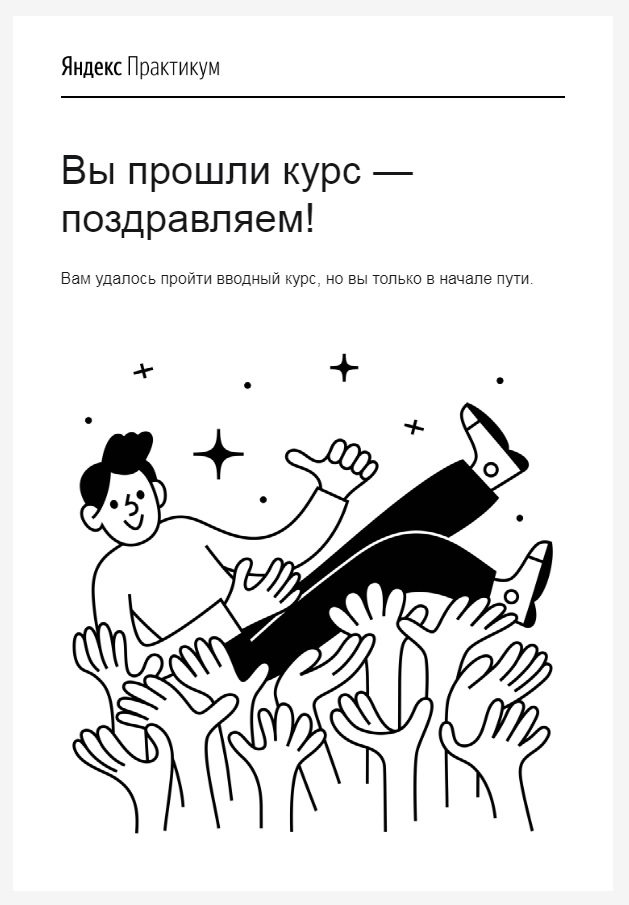 Яндекс Практикум
Вы прошли курс —
поздравляем!
Вам удалось пройти вводный курс, но вы только в начале пути.